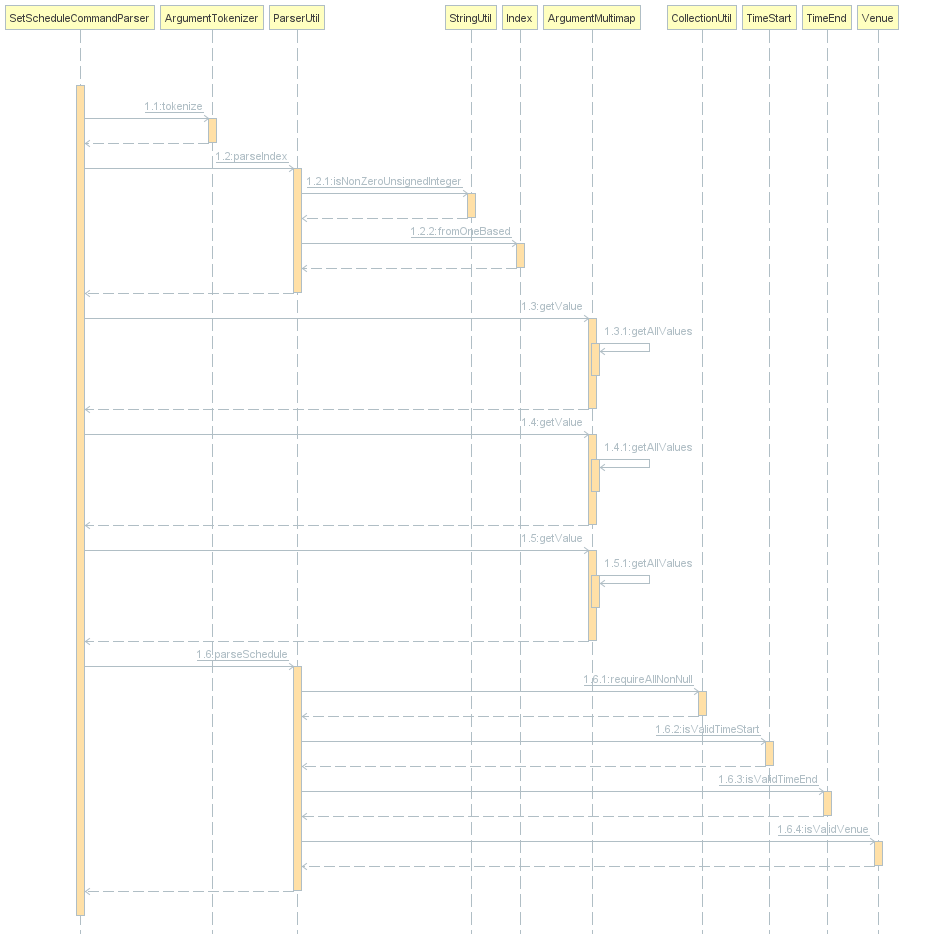 SetScheduleCommandParser ArgumentTokenizer ParserUtil StringUtil Index ArgumentMultimap CollectionUtil TimeStart TimeEnd Venue
1.1:tokenize
1.2:parseIndex
1.2.1:isNonZeroUnsignedInteger
1.2.2:fromOneBased
1.3:getValue
1.3.1:getAllValues
1.4:getValue
1.4.1:getAllValues
1.5:getValue
1.5.1:getAllValues
1.6:parseSchedule
1.6.1:requireAllNonNull
1.6.2:isValidTimeStart
1.6.3:isValidTimeEnd
1.6.4:isValidVenue